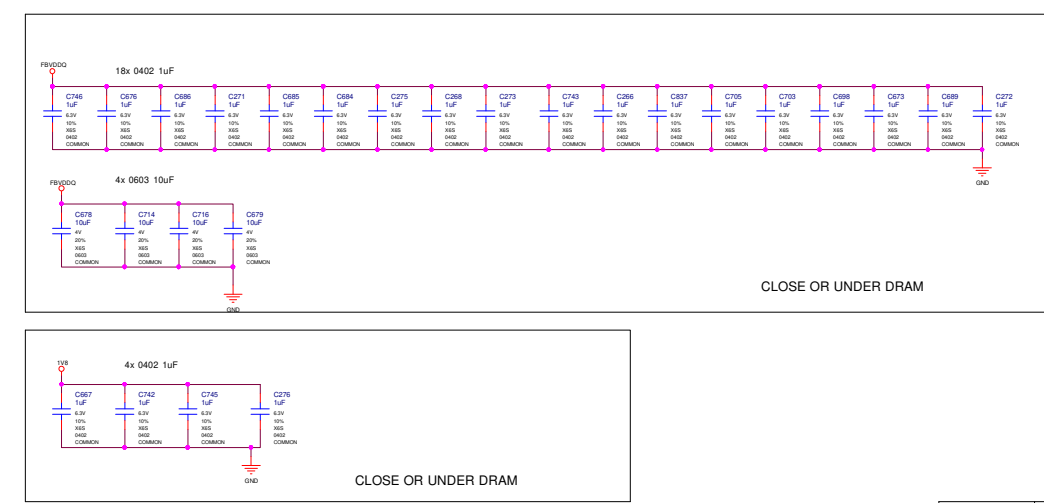 FBVDDQ
18x 0402 1uF
C746 C676 C686 C271 C685 C684 C275 C268 C273 C743 C266 C837 C705 C703 C698 C673 C689 C272
1uF 1uF 1uF 1uF 1uF 1uF 1uF 1uF 1uF 1uF 1uF 1uF 1uF 1uF 1uF 1uF 1uF 1uF
6.3V 6.3V 6.3V 6.3V 6.3V 6.3V 6.3V 6.3V 6.3V 6.3V 6.3V 6.3V 6.3V 6.3V 6.3V 6.3V 6.3V 6.3V
10% 10% 10% 10% 10% 10% 10% 10% 10% 10% 10% 10% 10% 10% 10% 10% 10% 10%
X6S X6S X6S X6S X6S X6S X6S X6S X6S X6S X6S X6S X6S X6S X6S X6S X6S X6S
0402 0402 0402 0402 0402 0402 0402 0402 0402 0402 0402 0402 0402 0402 0402 0402 0402 0402
COMMON COMMON COMMON COMMON COMMON COMMON COMMON COMMON COMMON COMMON COMMON COMMON COMMON COMMON COMMON COMMON COMMON COMMON
GND
FBVDDQ
4x 0603 10uF
C678 C714 C716 C679
10uF 10uF 10uF 10uF
4V 4V 4V 4V
20% 20% 20% 20%
X6S X6S X6S X6S
0603 0603 0603 0603
COMMON COMMON COMMON COMMON
GND
CLOSE OR UNDER DRAM
1V8
4x 0402 1uF
C667 C742 C745 C276
1uF 1uF 1uF 1uF
6.3V 6.3V 6.3V 6.3V
10% 10% 10% 10%
X6S X6S X6S X6S
0402 0402 0402 0402
COMMON COMMON COMMON COMMON
GND
CLOSE OR UNDER DRAM